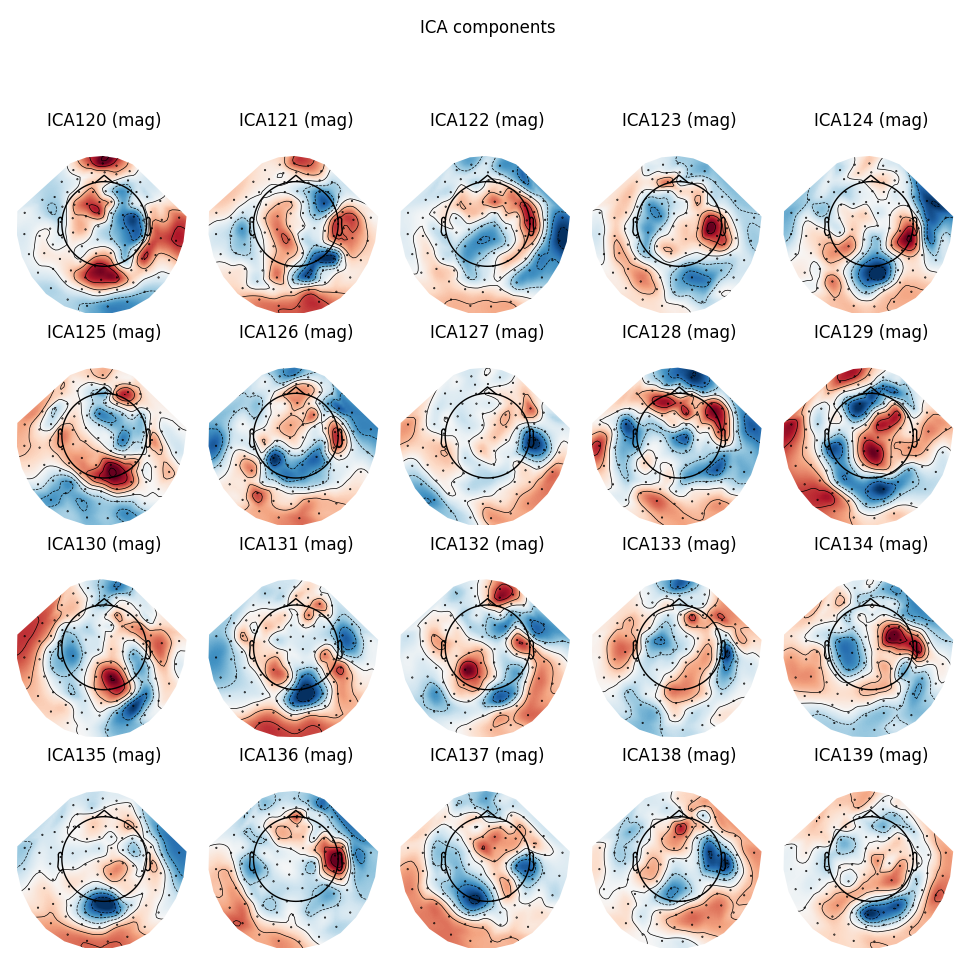 ICA components
ICA120 (mag) ICA121 (mag) ICA122 (mag) ICA123 (mag) ICA124 (mag)
ICA125 (mag) ICA126 (mag) ICA127 (mag) ICA128 (mag) ICA129 (mag)
ICA130 (mag) ICA131 (mag) ICA132 (mag) ICA133 (mag) ICA134 (mag)
ICA135 (mag) ICA136 (mag) ICA137 (mag) ICA138 (mag) ICA139 (mag)